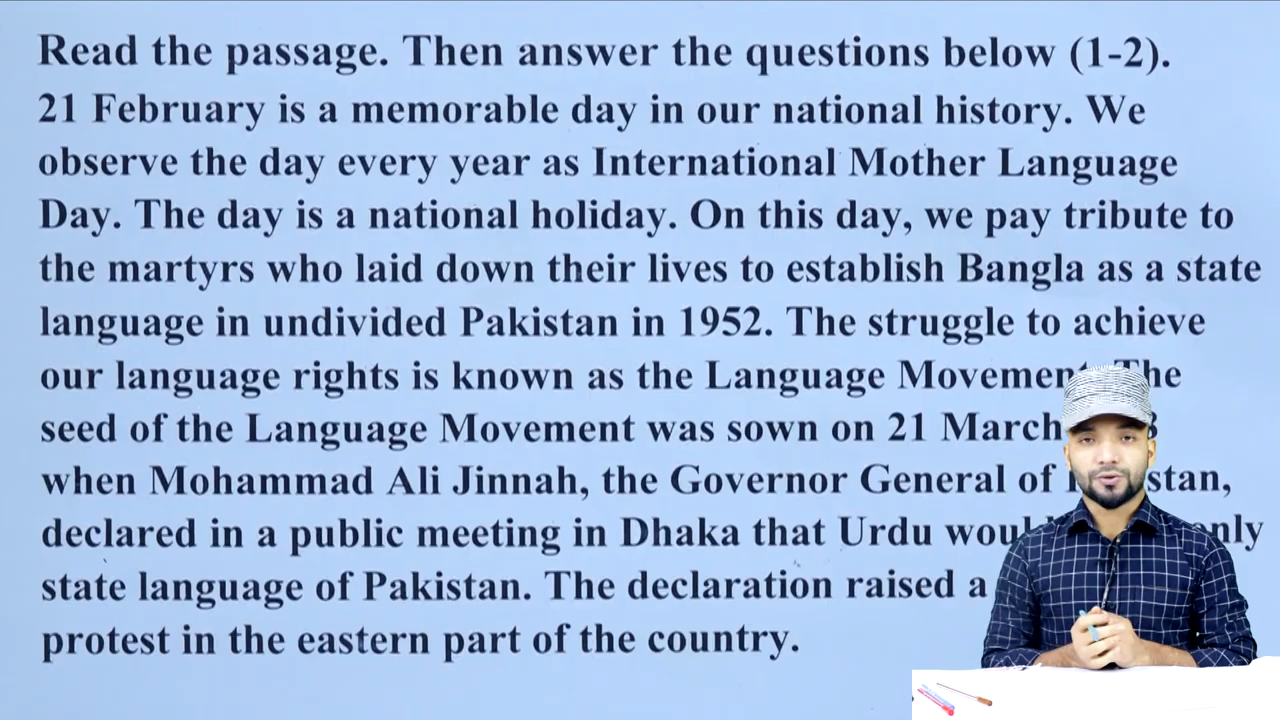 Read the passage. Then answer the questions below (1-2).
21 February is a memorable day in our national history. We
observe the day every year as International Mother Language
Day. The day is a national holiday. On this day, we pay tribute to
the martyrs who laid down their lives to establish Bangla as a state
language in undivided Pakistan in 1952. The struggle to achieve
our language rights is known as the Language Movement. The
seed of the Language Movement was sown on 21 March
when Mohammad Ali Jinnah, the Governor General of
declared in a public meeting in Dhaka that Urdu would only
state language of Pakistan. The declaration raised a
protest in the eastern part of the country.